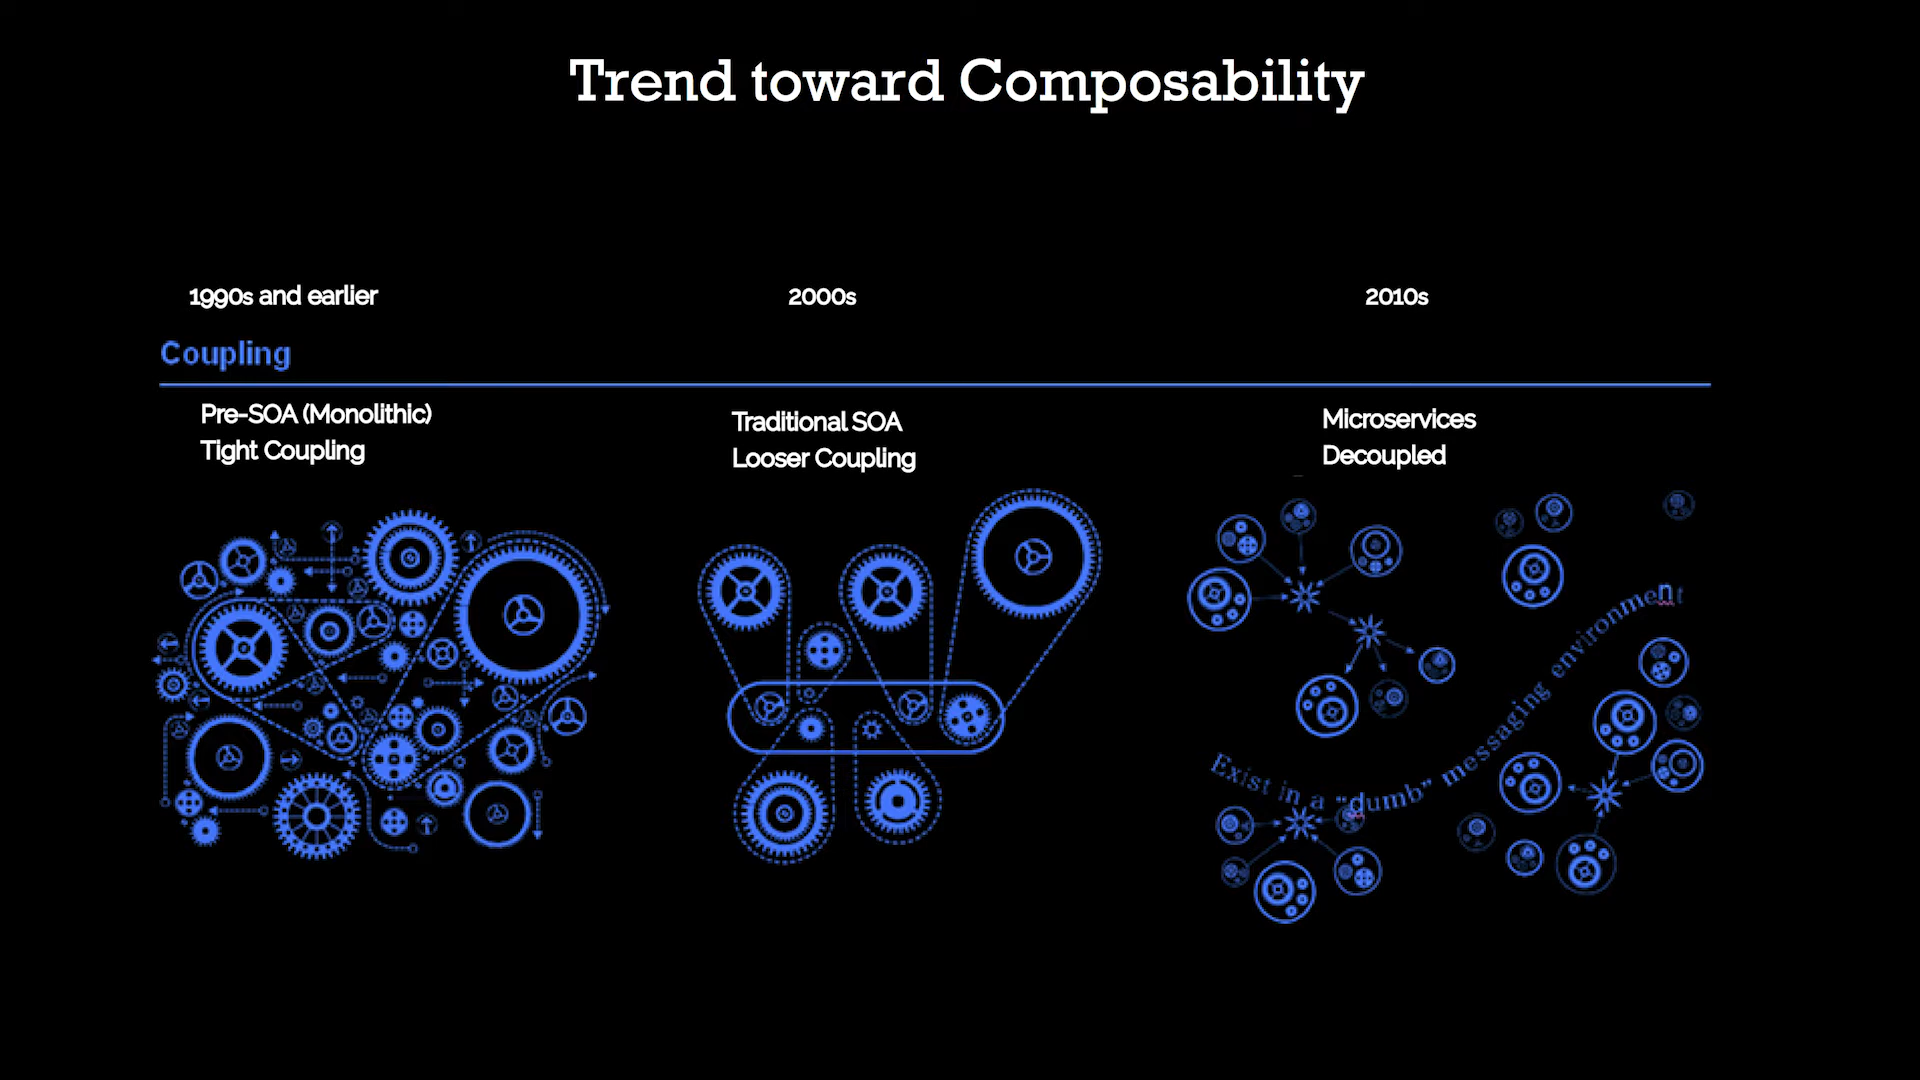 Trend toward Composability
1990s and earlier
2000s
2010s
Coupling
Pre-SOA (Monolithic)
Tight Coupling
Traditional SOA
Looser Coupling
Microservices
Decoupled
Exist in a "dumb" messaging environment